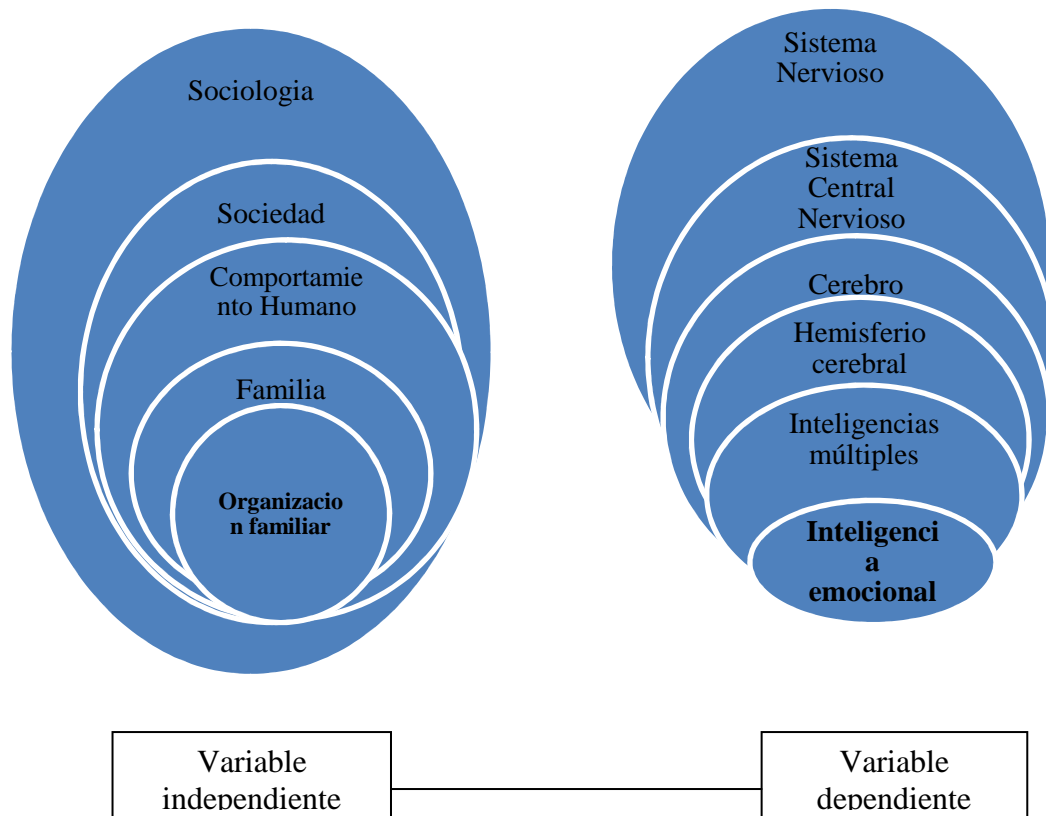 Sociologia
Sociedad
Comportamie
nto Humano
Familia
Organizacio
n familiar
Sistema
Nervioso
Sistema
Central
Nervioso
Cerebro
Hemisferio
cerebral
Inteligencias
múltiples
Inteligenci
a
emocional
Variable
independiente
Variable
dependiente